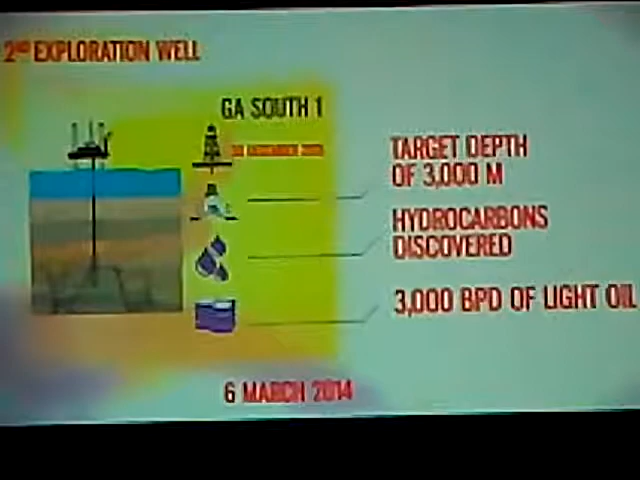 2ND EXPLORATION WELL
GA SOUTH 1
TARGET DEPTH
OF 3,000 M
HYDROCARBONS
DISCOVERED
3,000 BPD OF LIGHT OIL
6 MARCH 2014